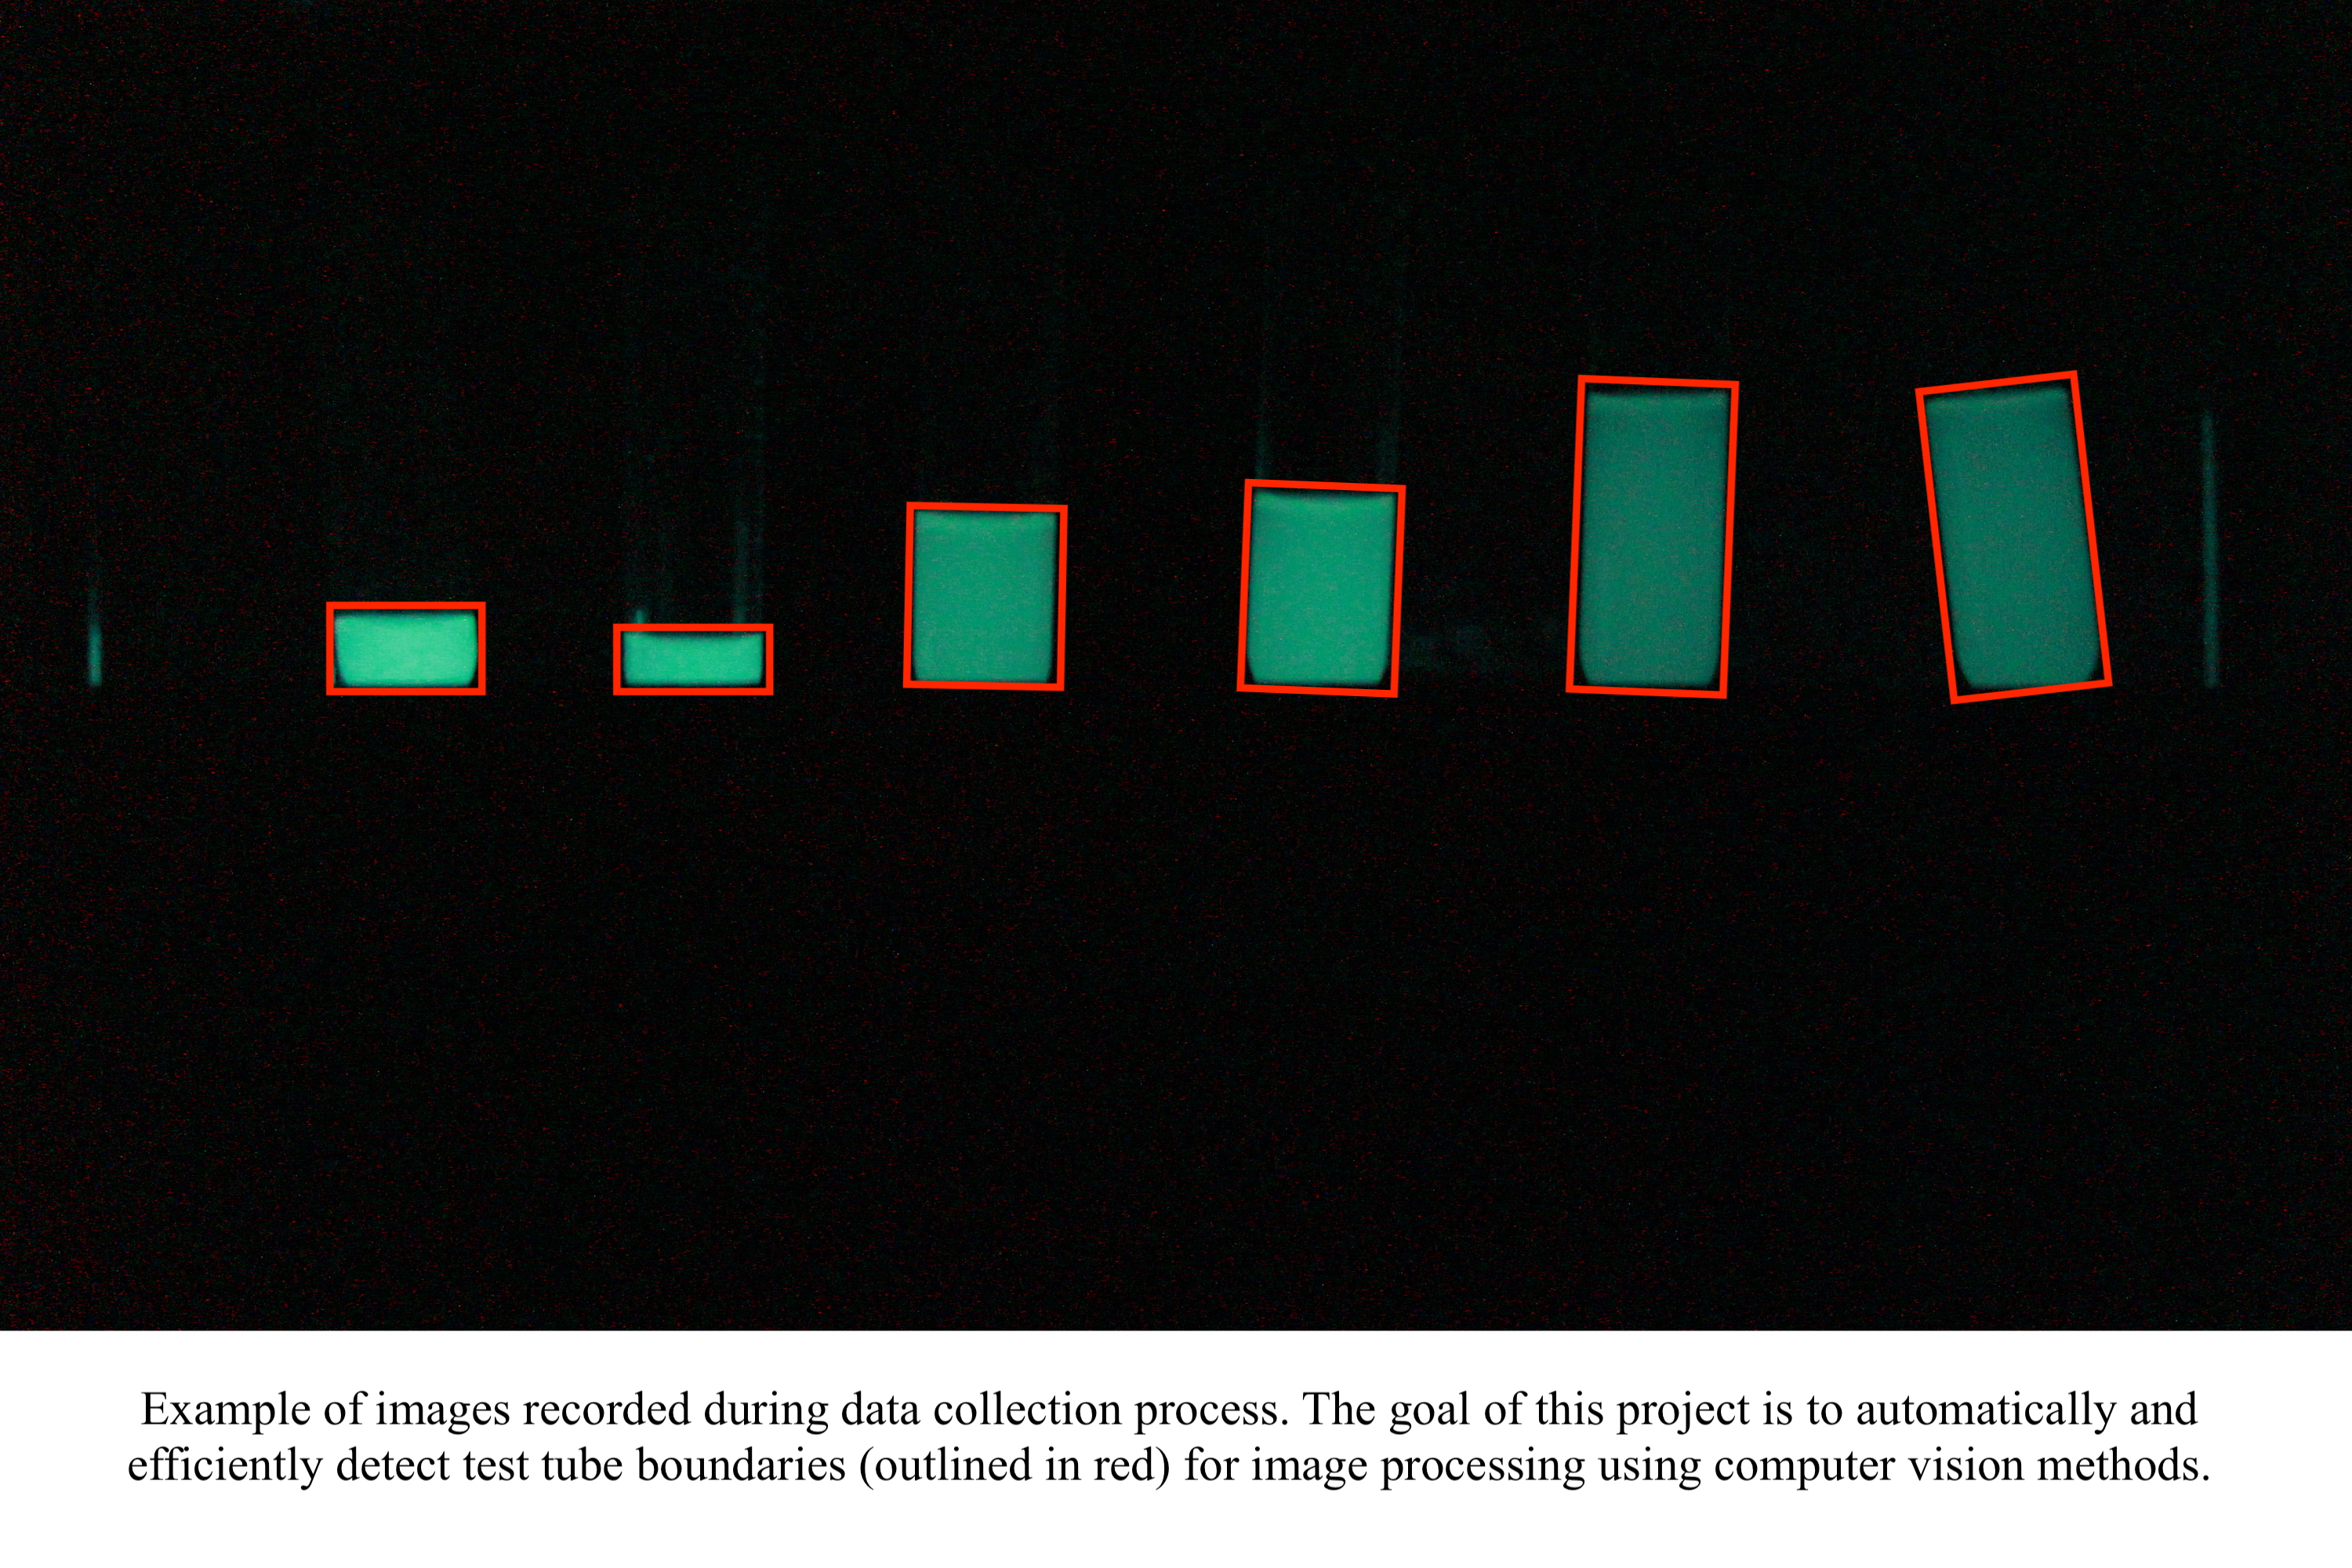 Example of images recorded during data collection process. The goal of this project is to automatically and
efficiently detect test tube boundaries (outlined in red) for image processing using computer vision methods.